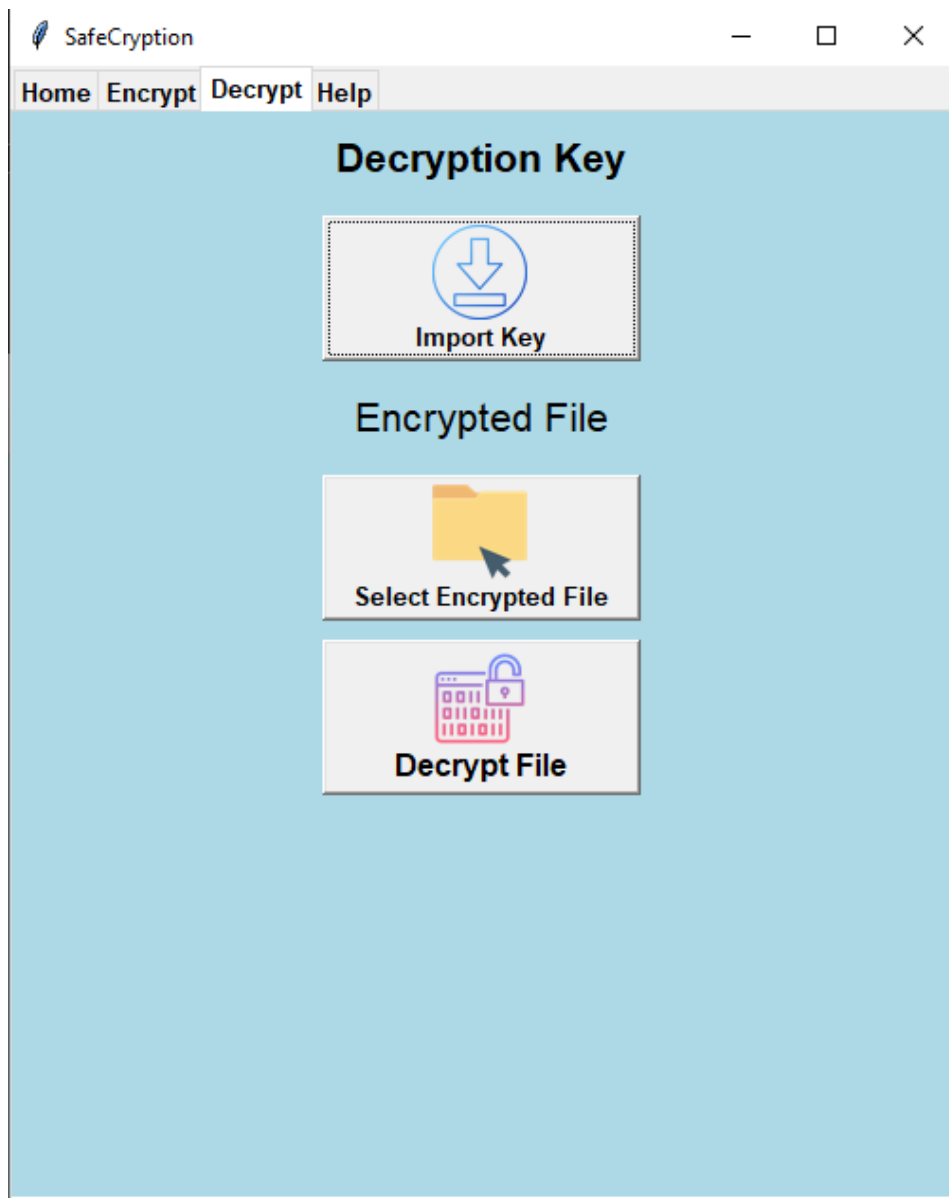 SafeCryption
Home Encrypt Decrypt Help
Decryption Key
Import Key
Encrypted File
Select Encrypted File
Decrypt File